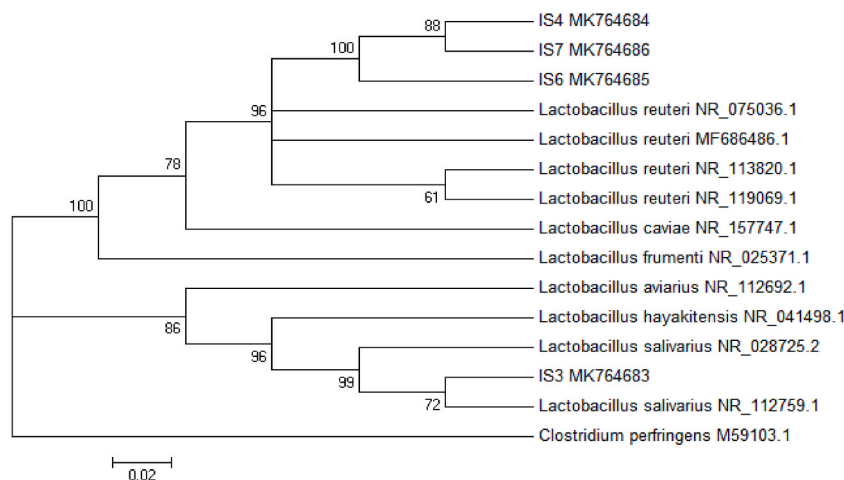 IS4 MK764684
88
IS7 MK764686
100
IS6 MK764685
96
Lactobacillus reuteri NR_075036.1
Lactobacillus reuteri MF686486.1
78
Lactobacillus reuteri NR_113820.1
61
Lactobacillus reuteri NR_119069.1
100
Lactobacillus caviae NR_157747.1
Lactobacillus frumenti NR_025371.1
Lactobacillus aviarius NR_112692.1
86
Lactobacillus hayakitensis NR_041498.1
96
Lactobacillus salivarius NR_028725.2
99
IS3 MK764683
72
Lactobacillus salivarius NR_112759.1
Clostridium perfringens M59103.1
0.02